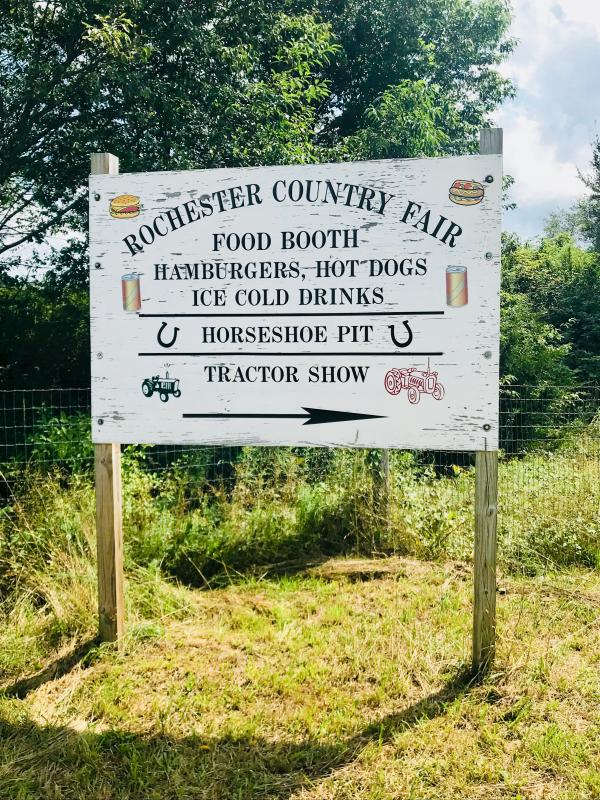 ROCHESTER COUNTRY FAIR
FOOD BOOTH
HAMBURGERS, HOT DOGS
ICE COLD DRINKS
HORSESHOE PIT
TRACTOR SHOW